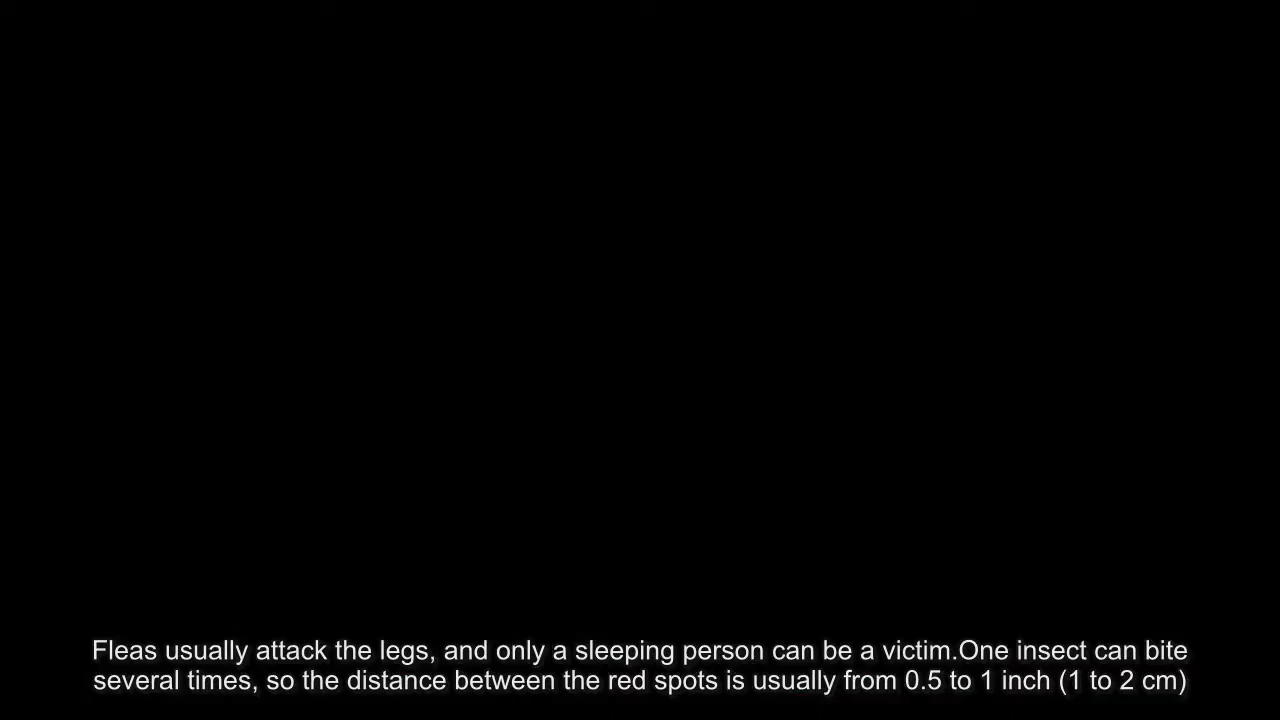 Fleas usually attack the legs, and only a sleeping person can be a victim.One insect can bite
several times, so the distance between the red spots is usually from 0.5 to 1 inch (1 to 2 cm)